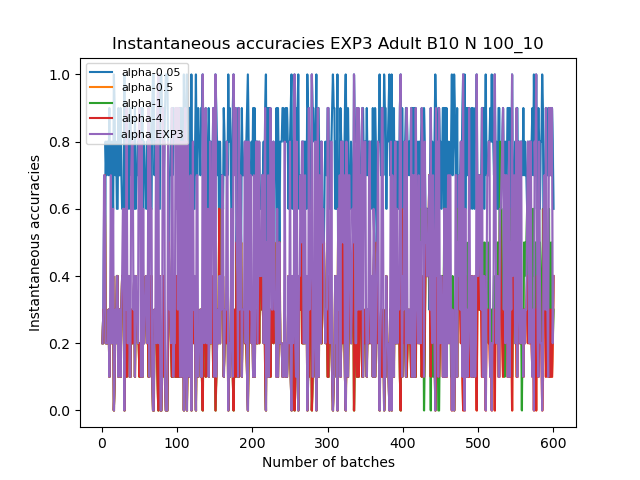 Instantaneous accuracies EXP3 Adult B10 N 100_10
alpha-0.05
alpha-0.5
alpha-1
alpha-4
alpha EXP3
1.0
0.8
0.6
0.4
0.2
0.0
Instantaneous accuracies
0 100 200 300 400 500 600
Number of batches